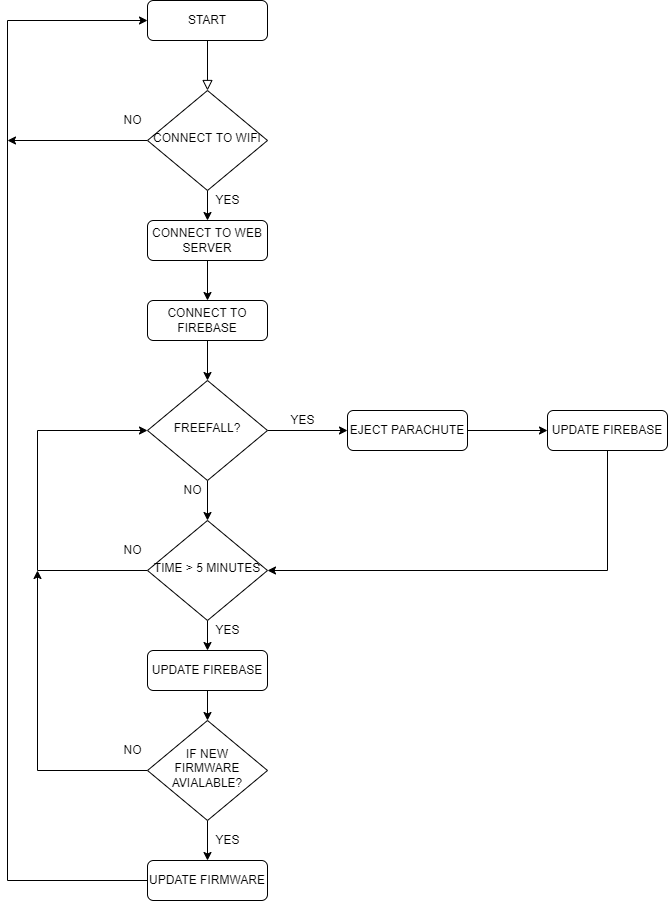 START
NO
CONNECT TO WIFI
YES
CONNECT TO WEB
SERVER
CONNECT TO
FIREBASE
FREEFALL?
YES
EJECT PARACHUTE
UPDATE FIREBASE
NO
NO
TIME > 5 MINUTES
YES
UPDATE FIREBASE
NO
IF NEW
FIRMWARE
AVIALABLE?
YES
UPDATE FIRMWARE